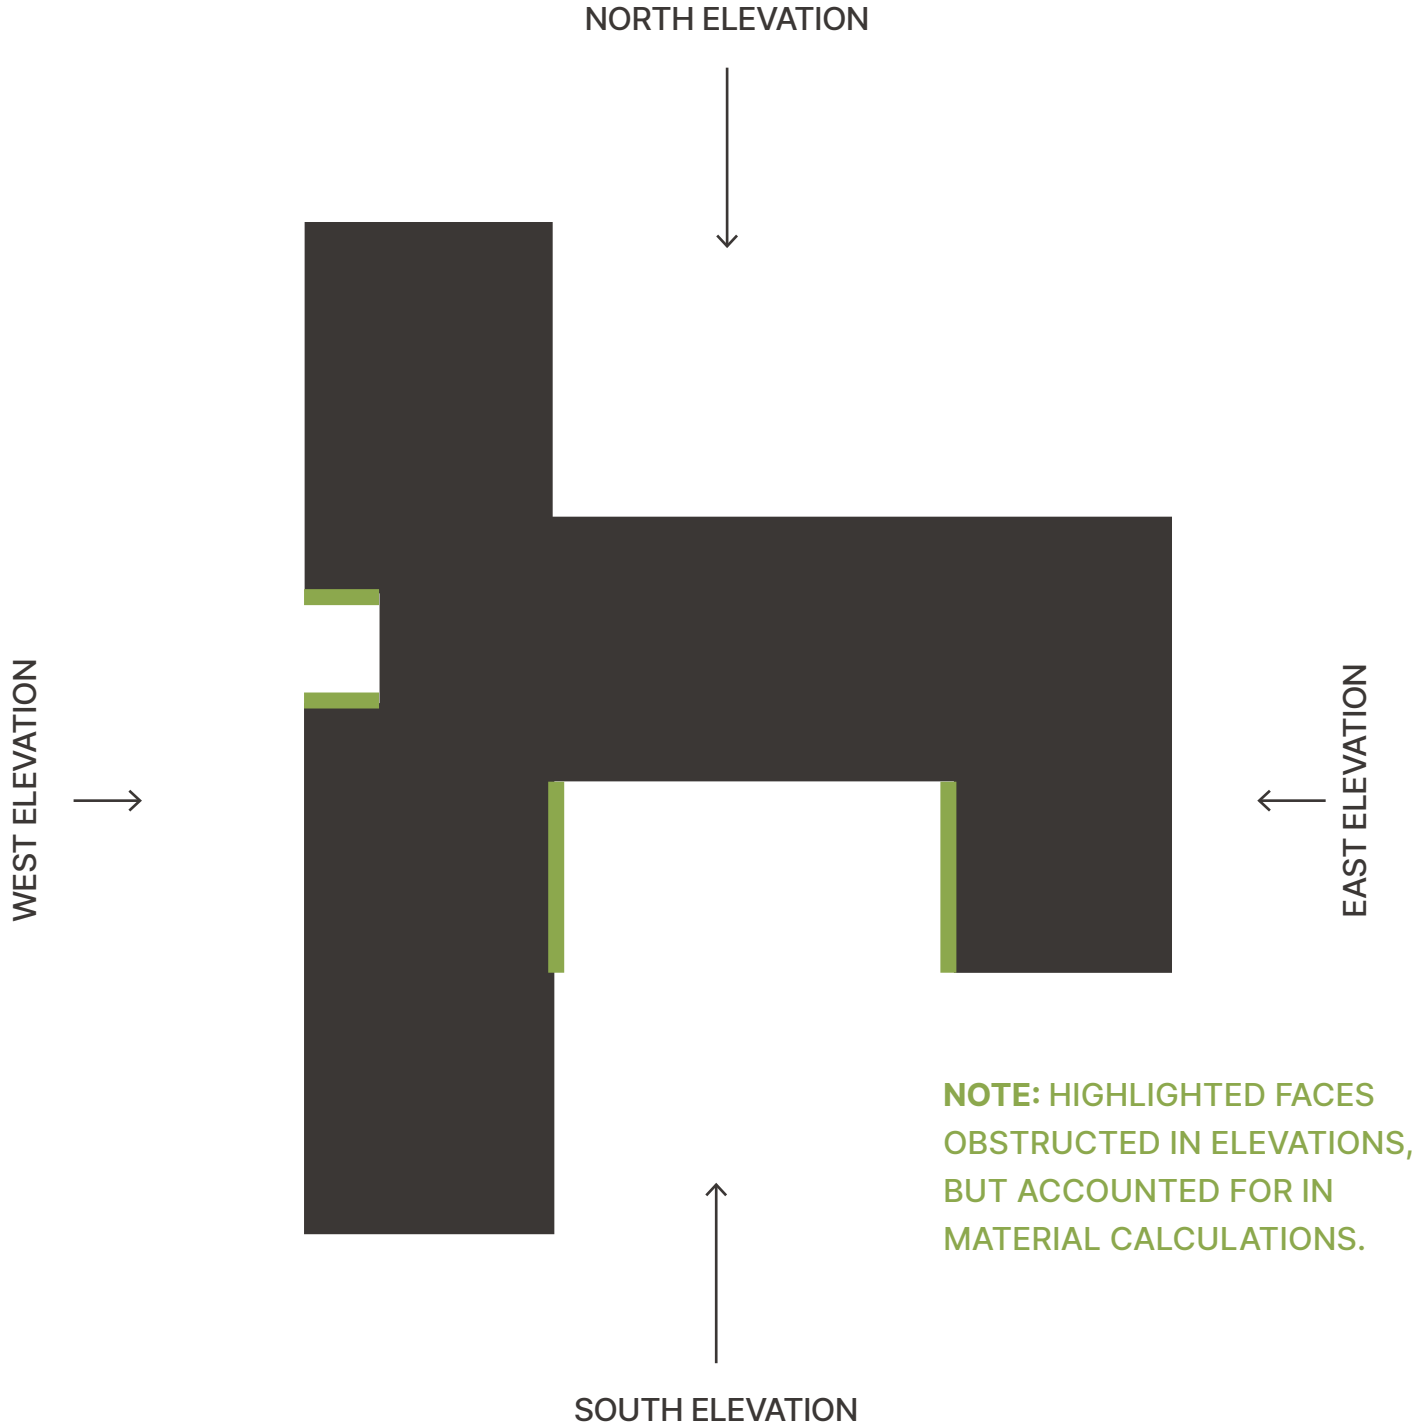 NORTH ELEVATION
WEST ELEVATION
EAST ELEVATION
NOTE: HIGHLIGHTED FACES
OBSTRUCTED IN ELEVATIONS,
BUT ACCOUNTED FOR IN
MATERIAL CALCULATIONS.
SOUTH ELEVATION